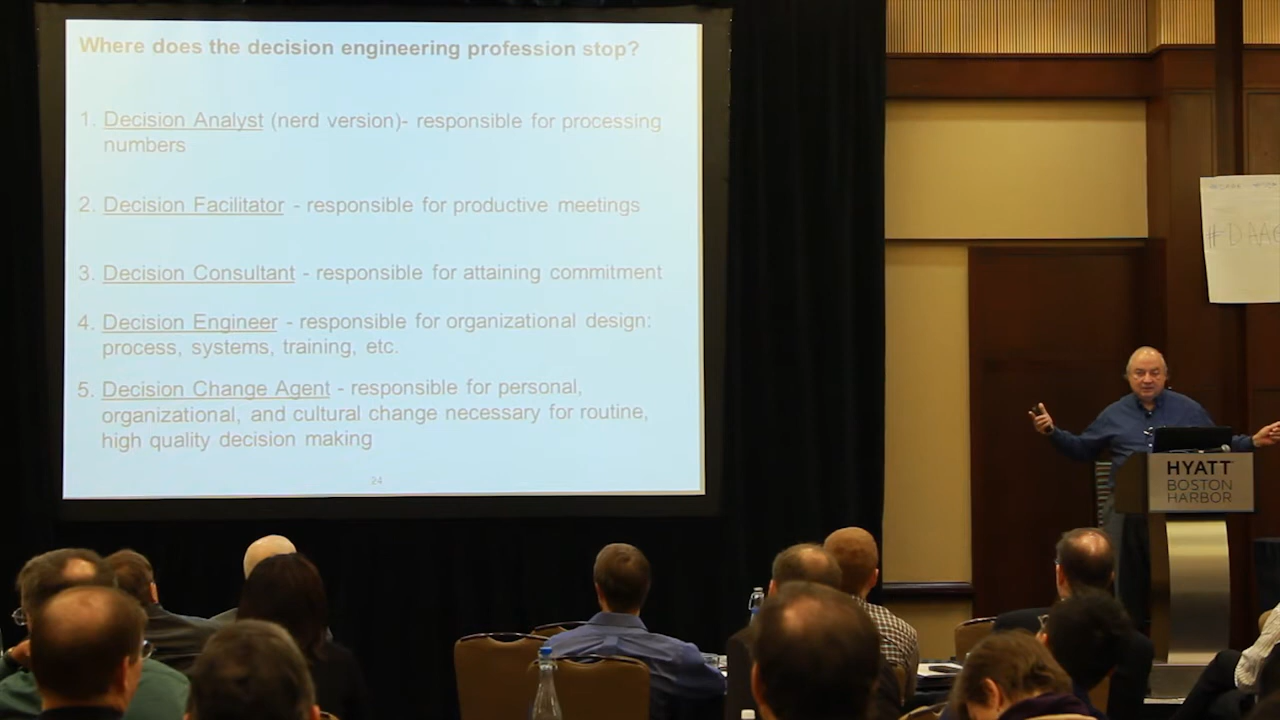 Where does the decision engineering profession stop?
1. Decision Analyst (nerd version)- responsible for processing
numbers
2. Decision Facilitator - responsible for productive meetings
3. Decision Consultant - responsible for attaining commitment
4. Decision Engineer - responsible for organizational design:
process, systems, training, etc.
5. Decision Change Agent - responsible for personal,
organizational, and cultural change necessary for routine,
high quality decision making
24
#DAAG
HYATT
BOSTON
HARBOR